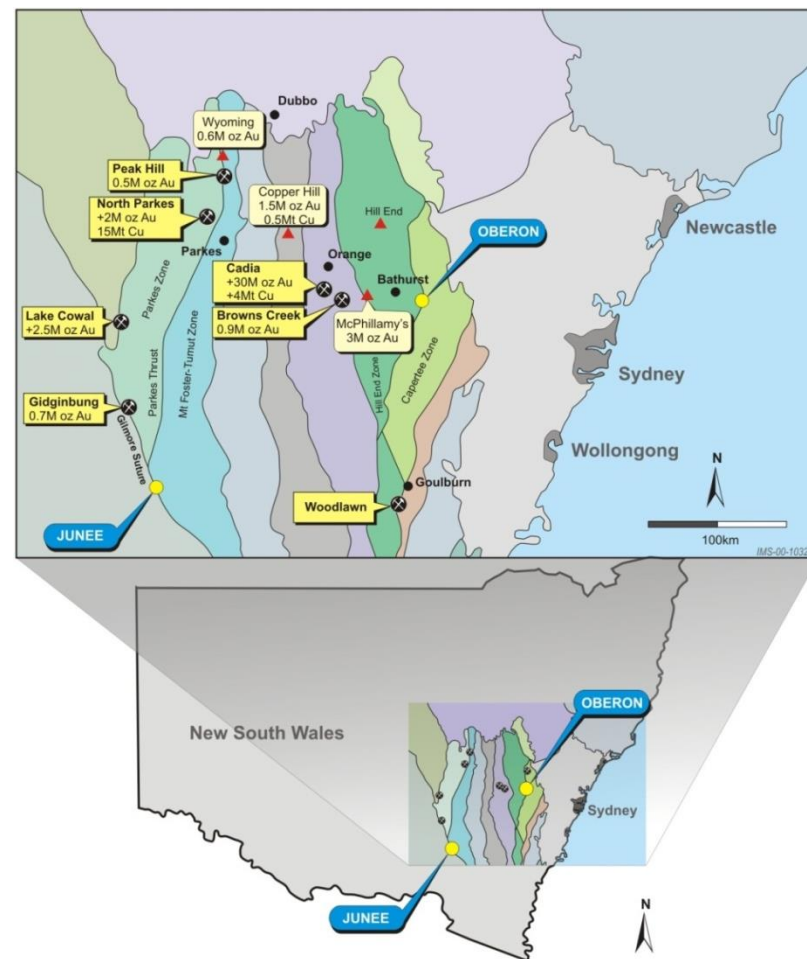 Dubbo
Wyoming
0.6M oz Au
Peak Hill
0.5M oz Au
North Parkes
+2M oz Au
15Mt Cu
Copper Hill
1.5M oz Au
0.5Mt Cu
Hill End
OBERON
Newcastle
Parkes
Orange
Parkes Zone
Cadia
+30M oz Au
+4Mt Cu
Bathurst
Lake Cowal
+2.5M oz Au
Browns Creek
0.9M oz Au
McPhillamy's
3M oz Au
Mt Foster-Tumut Zone
Parkes Thrust
Hill End Zone
Capertee Zone
Sydney
Gidginbung
0.7M oz Au
Gilmore Suture
Wollongong
Goulburn
Woodlawn
JUNEE
N
100km
IMS-00-1032
OBERON
New South Wales
Sydney
JUNEE
N